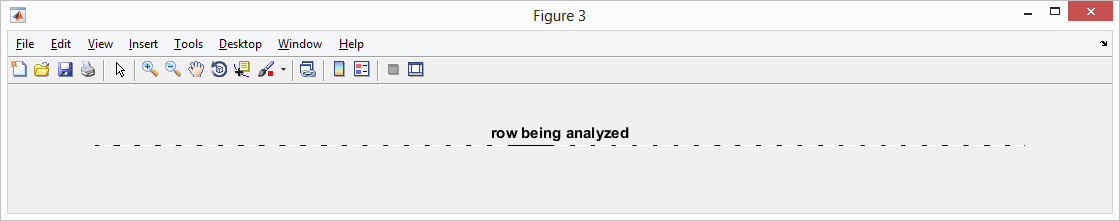 Figure 3
File Edit View Insert Tools Desktop Window Help
row being analyzed